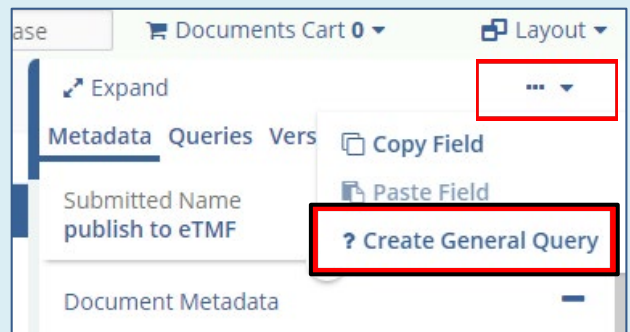 ase Documents Cart 0 Layout
Expand ...
Metadata Queries Vers
Copy Field
Submitted Name
Paste Field
publish to eTMF
? Create General Query
Document Metadata